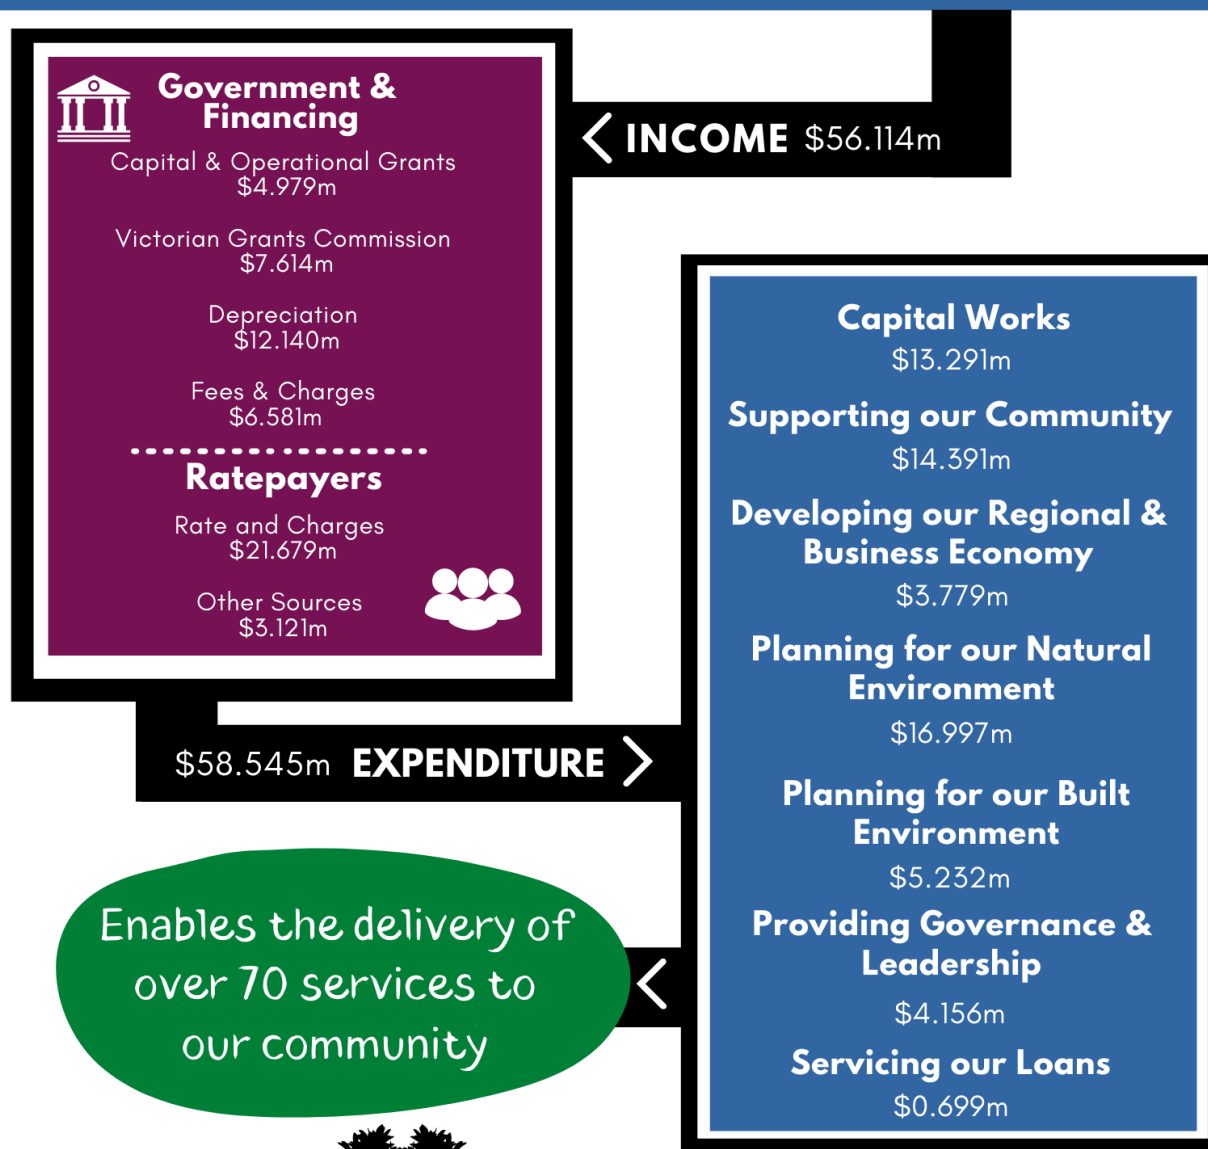 Government &
Financing
Capital & Operational Grants
$4.979m
Victorian Grants Commission
$7.614m
Depreciation
$12.140m
Fees & Charges
$6.581m
Ratepayers
Rate and Charges
$21.679m
Other Sources
$3.121m
INCOME $56.114m
$58.545m EXPENDITURE
Capital Works
$13.291m
Supporting our Community
$14.391m
Developing our Regional &
Business Economy
$3.779m
Planning for our Natural
Environment
$16.997m
Planning for our Built
Environment
$5.232m
Providing Governance &
Leadership
$4.156m
Servicing our Loans
$0.699m
Enables the delivery of
over 70 services to
our community